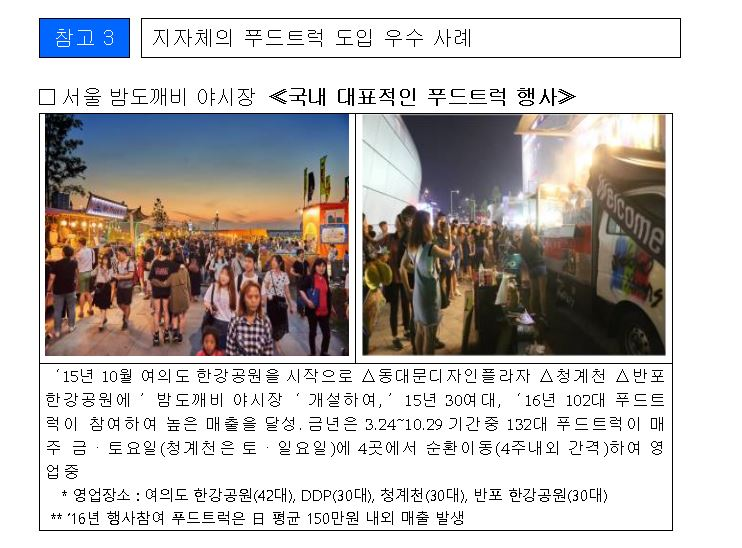 참고 3
지자체의 푸드트럭 도입 우수 사례
□ 서울 밤도깨비 야시장 ≪국내 대표적인 푸드트럭 행사≫
Welcome
‘15년 10월 여의도 한강공원을 시작으로 △동대문디자인플라자 △청계천 △반포
한강공원에 ‘ 밤도깨비 야시장 ‘ 개설하여, ‘ 15년 30여대, ‘16년 102대 푸드트
럭이 참여하여 높은 매출을 달성. 금년은 3.24~10.29 기간중 132대 푸드트럭이 매
주 금‧토요일(청계천은 토‧일요일)에 4곳에서 순환이동(4주내외 간격)하여 영
업중
* 영업장소 : 여의도 한강공원(42대), DDP(30대), 청계천(30대), 반포 한강공원(30대)
** ‘16년 행사참여 푸드트럭은 日 평균 150만원 내외 매출 발생